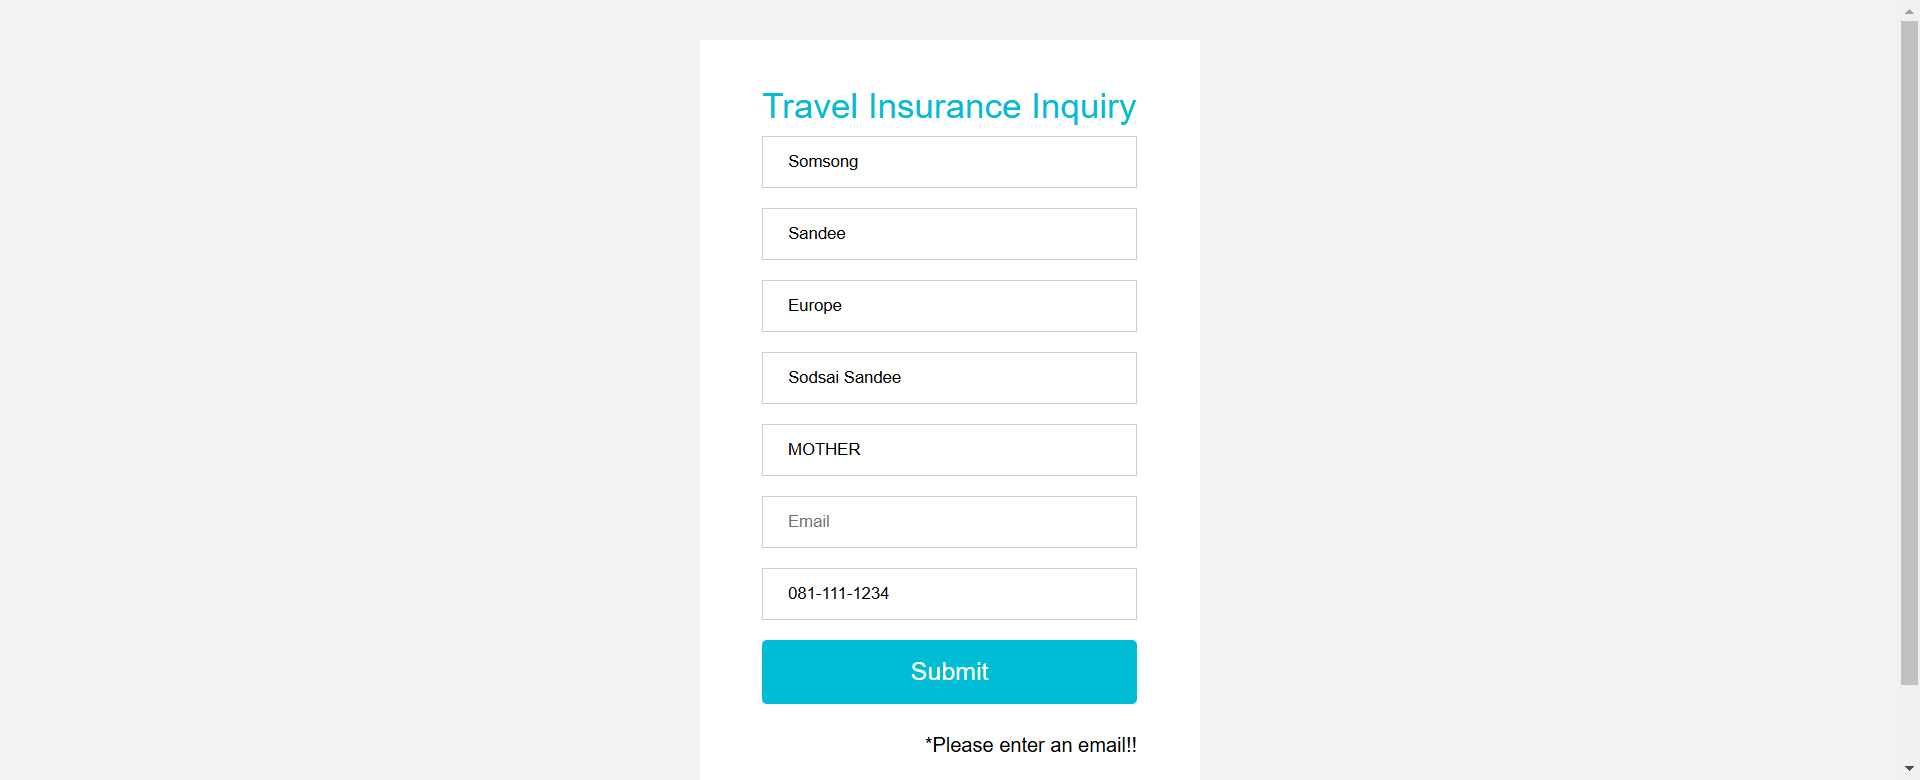 Travel Insurance Inquiry
Somsong
Sandee
Europe
Sodsai Sandee
MOTHER
Email
081-111-1234
Submit
*Please enter an email!!